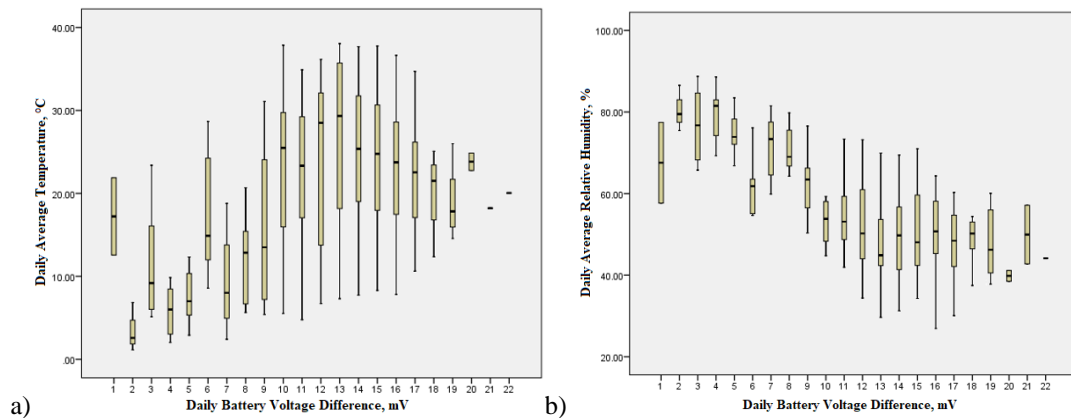 40.00
30.00
20.00
10.00
.00
Daily Average Temperature, °C
1 2 3 4 5 6 7 8 9 10 11 12 13 14 15 16 17 18 19 20 21 22
Daily Battery Voltage Difference, mV
a)
100.00
80.00
60.00
40.00
20.00
Daily Average Relative Humidity, %
1 2 3 4 5 6 7 8 9 10 11 12 13 14 15 16 17 18 19 20 21 22
Daily Battery Voltage Difference, mV
b)